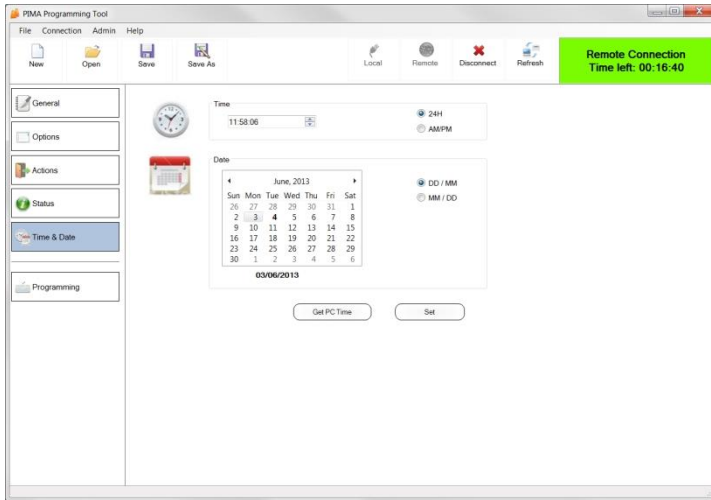 PIMA Programming Tool
File Connection Admin Help
New Open Save Save As Local Remote Disconnect Refresh
Remote Connection
Time left: 00:16:40
General
Options
Actions
Status
Time & Date
Programming
Time
11:58:06
24H
AM/PM
Date
June, 2013
Sun Mon Tue Wed Thu Fri Sat
26 27 28 29 30 31 1
2 3 4 5 6 7 8
9 10 11 12 13 14 15
16 17 18 19 20 21 22
23 24 25 26 27 28 29
30 1 2 3 4 5 6
03/06/2013
DD / MM
MM / DD
Get PC Time Set